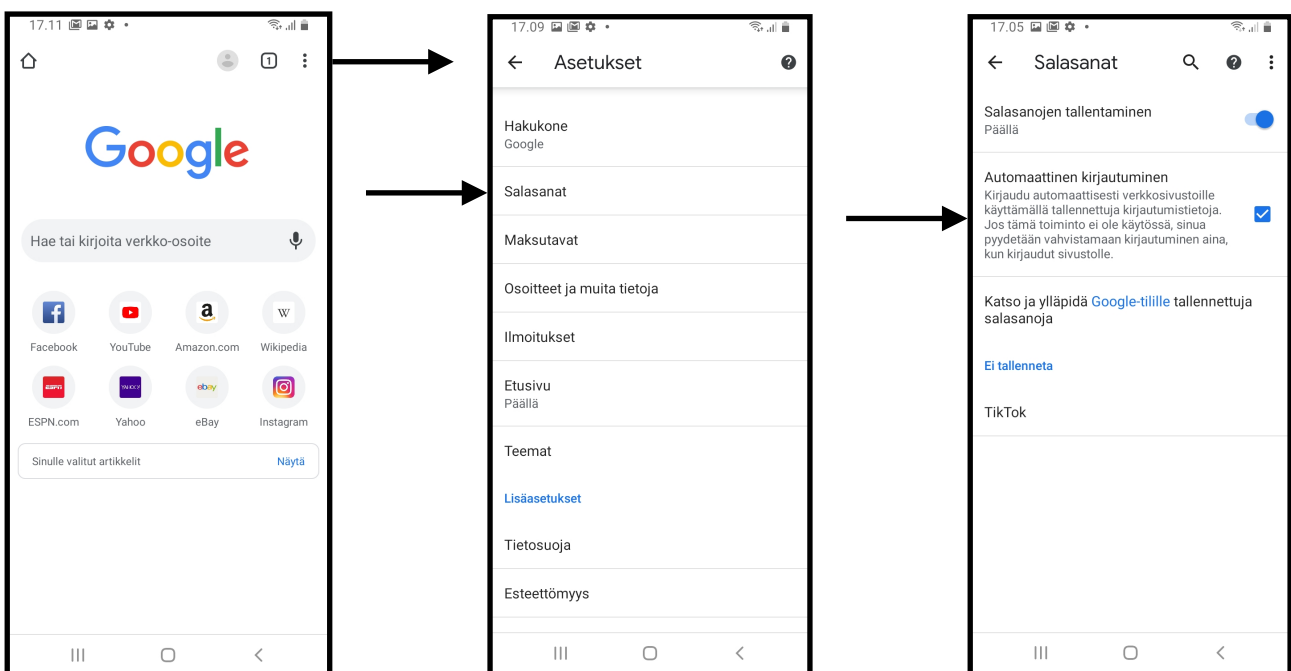 17.11
1
Google
Hae tai kirjoita verkko-osoite
f
a
W
Facebook
YouTube
Amazon.com
Wikipedia
ESPN
YAHOO!
ebay
ESPN.com
Yahoo
eBay
Instagram
Sinulle valitut artikkelit
Näytä
17.09
Asetukset
?
Hakukone
Google
Salasanat
Maksutavat
Osoitteet ja muita tietoja
Ilmoitukset
Etusivu
Päällä
Teemat
Lisäasetukset
Tietosuoja
Esteettömyys
17.05
Salasanat
?
Salasanojen tallentaminen
Päällä
Automaattinen kirjautuminen
Kirjaudu automaattisesti verkkosivustoille
käyttämällä tallennettuja kirjautumistietoja.
Jos tämä toiminto ei ole käytössä, sinua
pyydetään vahvistamaan kirjautuminen aina,
kun kirjaudut sivustolle.
Katso ja ylläpidä Google-tilille tallennettuja
salasanoja
Ei tallenneta
TikTok